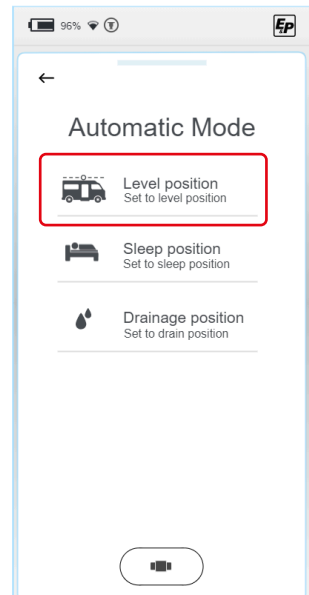 96%
T
EP
Automatic Mode
Level position
Set to level position
Sleep position
Set to sleep position
Drainage position
Set to drain position